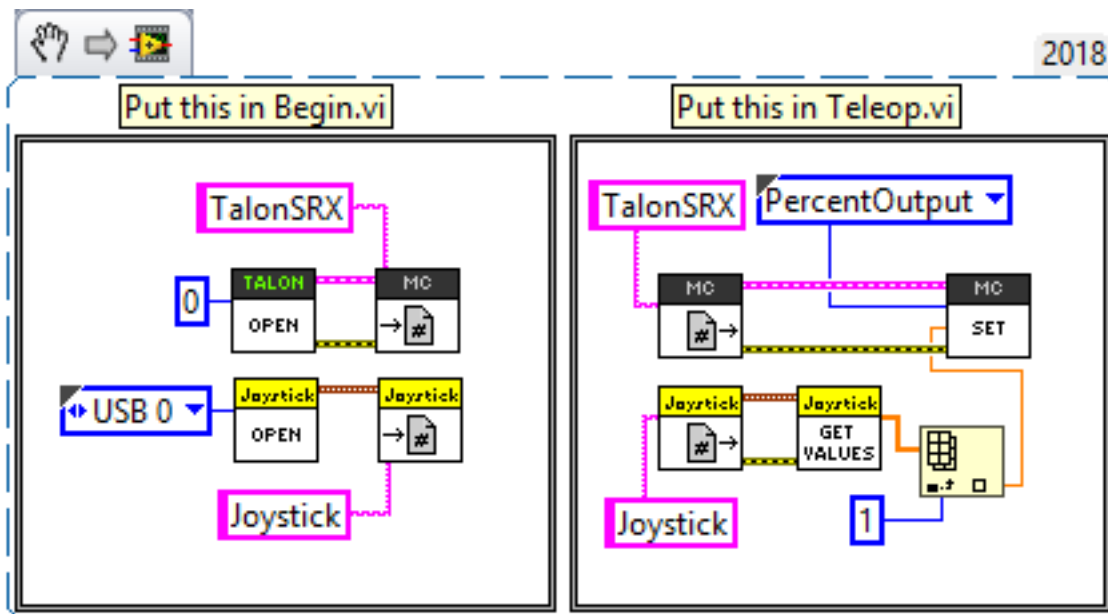 2018
Put this in Begin.vi
TalonSRX
0
TALON
OPEN
MC
#
USB 0
Joystick
OPEN
Joystick
#
Joystick
Put this in Teleop.vi
TalonSRX
PercentOutput
MC
#
MC
SET
Joystick
#
Joystick
GET
VALUES
Joystick
1